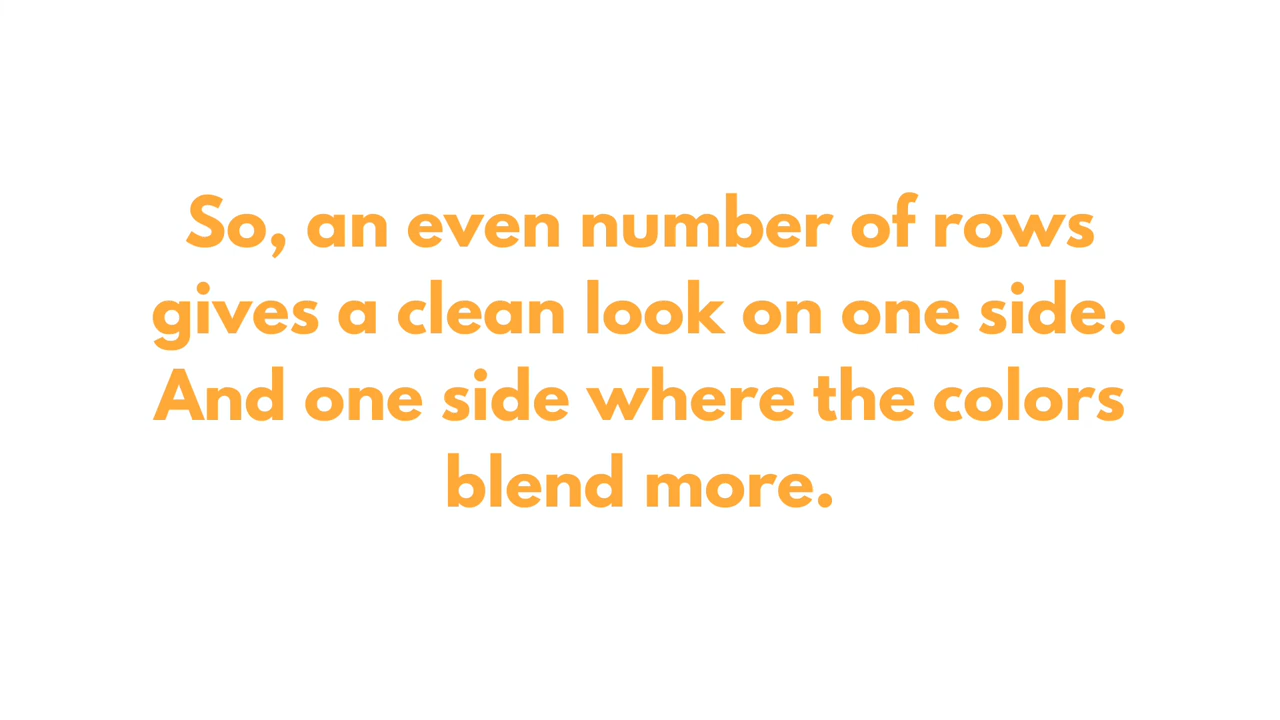 So, an even number of rows
gives a clean look on one side.
And one side where the colors
blend more.